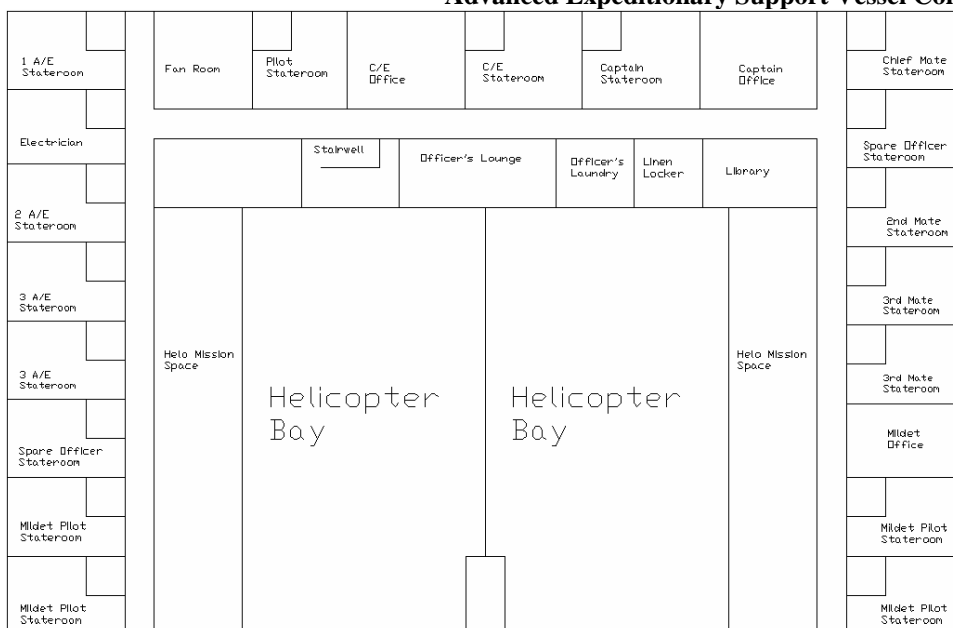 Advanced Expeditionary Support Vessel
1 A/E
Stateroom
Fan Room
Pilot
Stateroom
C/E
Office
C/E
Stateroom
Captain
Stateroom
Captain
Office
Chief Mate
Stateroom
Electrician
Stairwell
Officer's Lounge
Officer's
Laundry
Linen
Locker
Library
Spare Officer
Stateroom
2 A/E
Stateroom
2nd Mate
Stateroom
3 A/E
Stateroom
3rd Mate
Stateroom
3 A/E
Stateroom
Helo Mission
Space
Helicopter
Bay
Helicopter
Bay
Helo Mission
Space
3rd Mate
Stateroom
Spare Officer
Stateroom
Mildet
Office
Mildet Pilot
Stateroom
Mildet Pilot
Stateroom
Mildet Pilot
Stateroom
Mildet Pilot
Stateroom